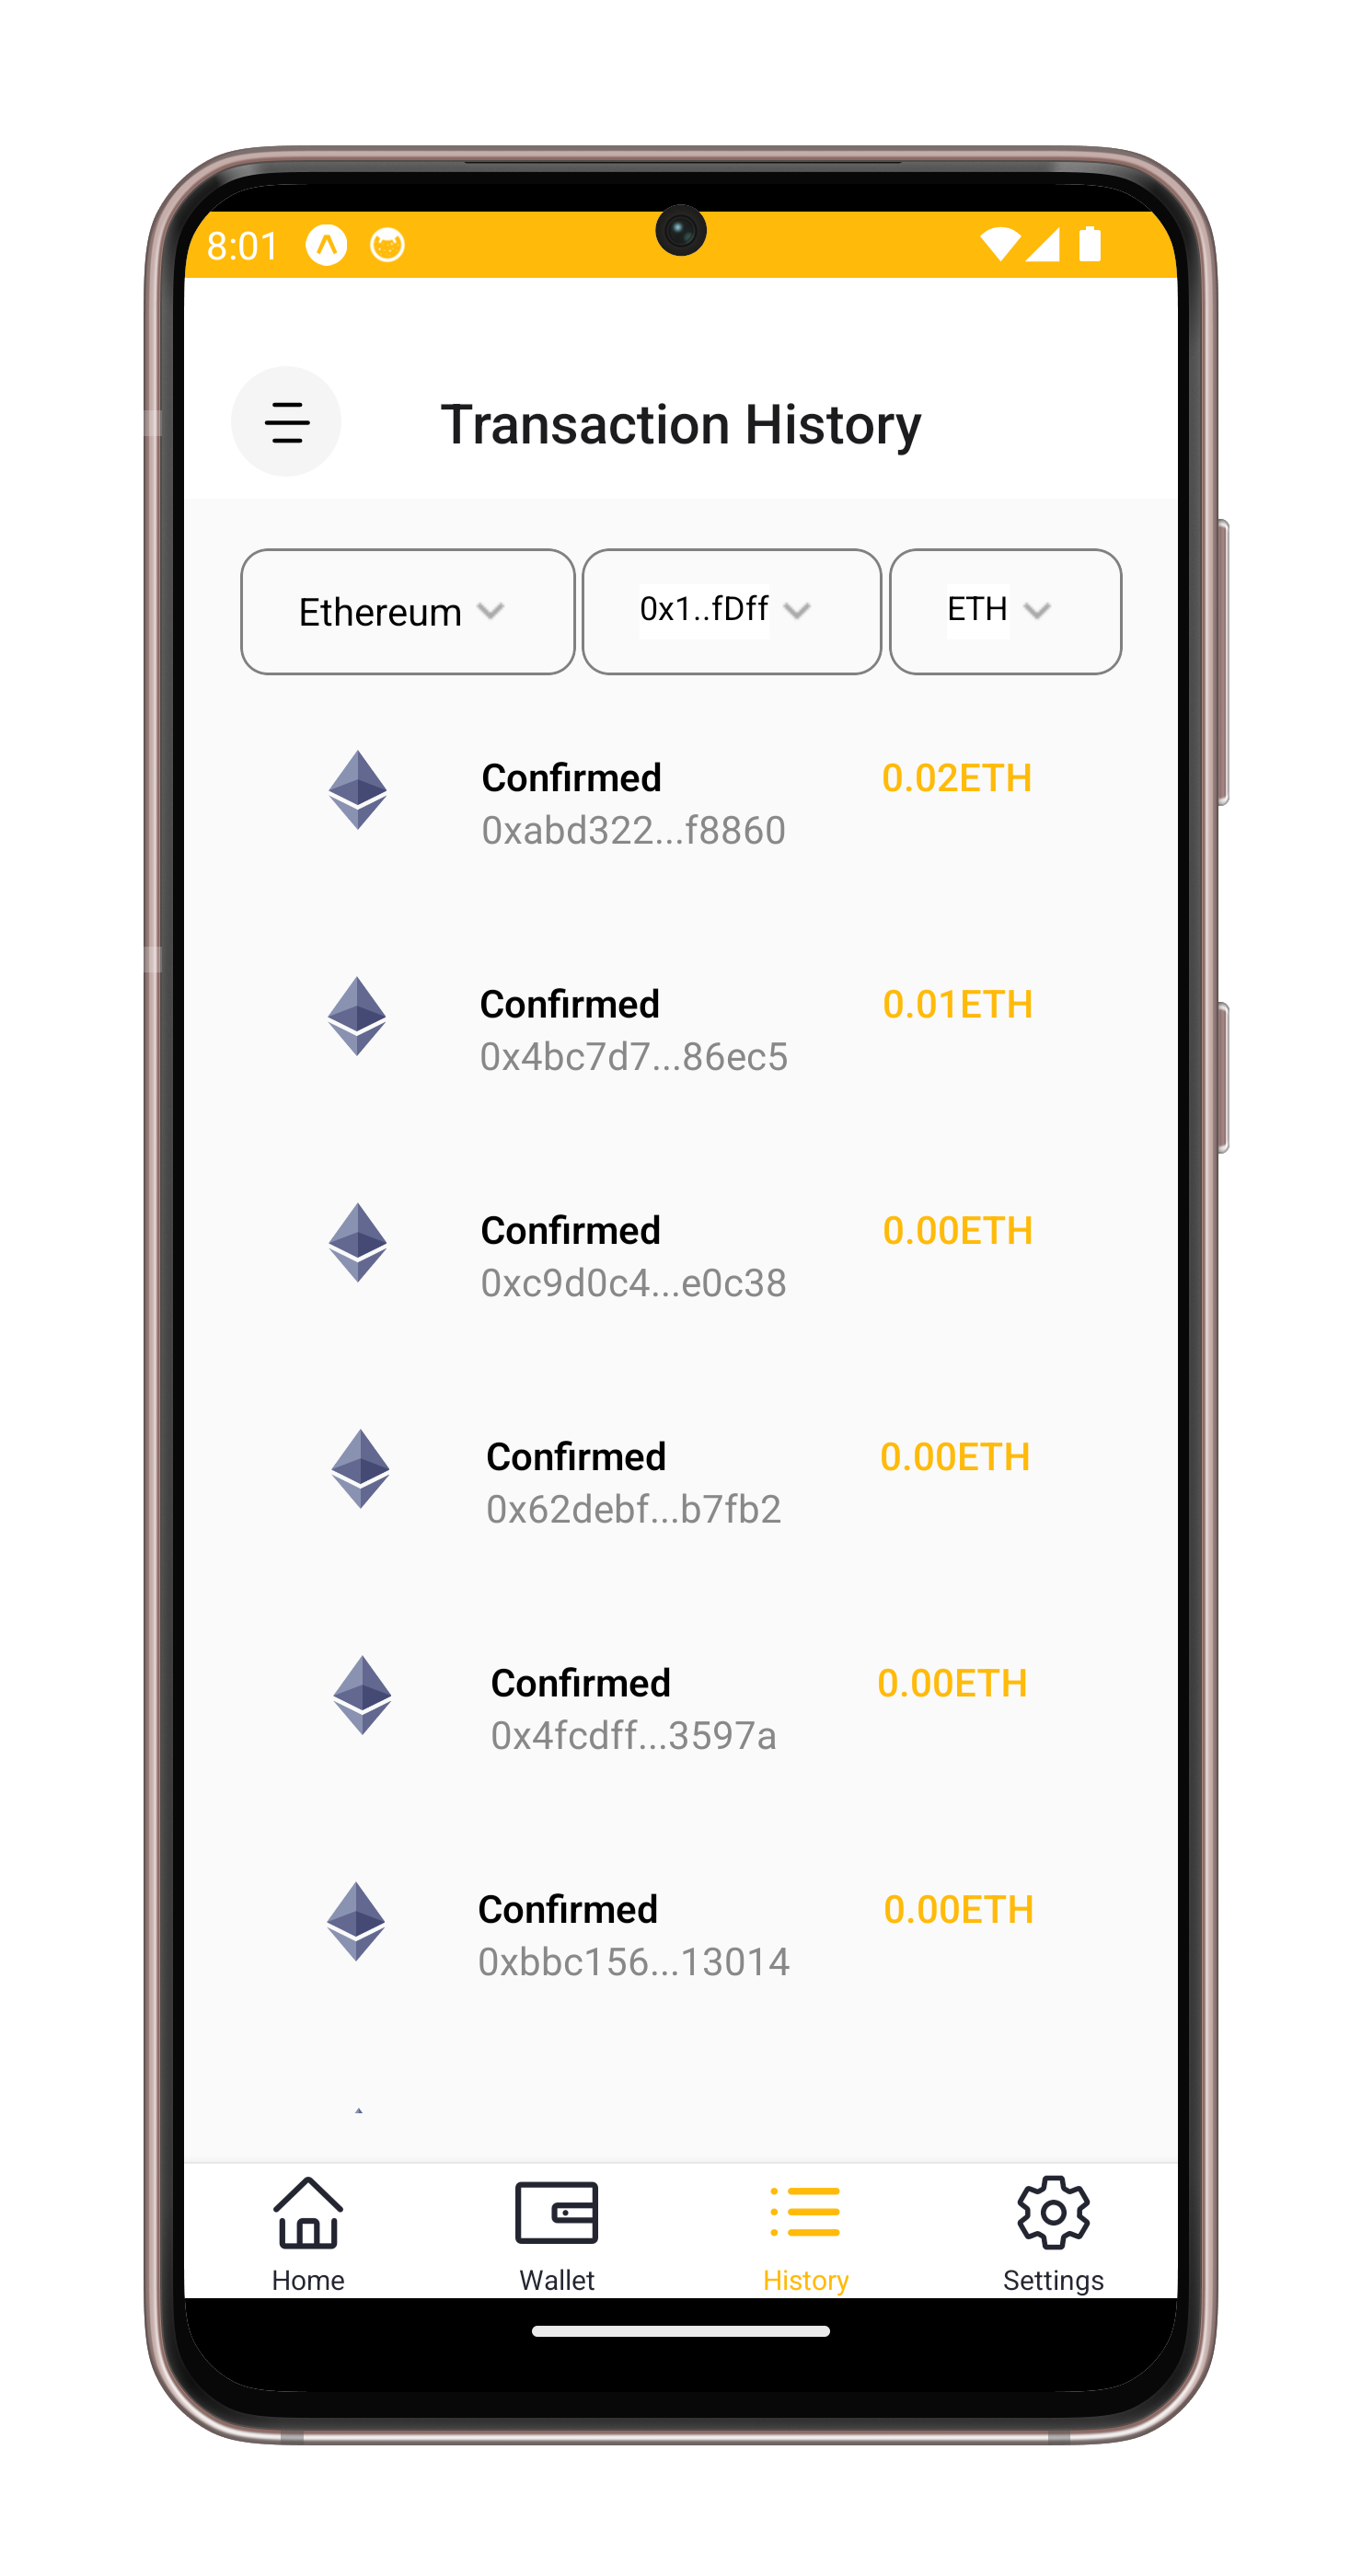 8:01
Transaction History
Ethereum 0x1..fDff ETH
Confirmed 0.02ETH
0xabd322...f8860
Confirmed 0.01ETH
0x4bc7d7...86ec5
Confirmed 0.00ETH
0xc9d0c4...e0c38
Confirmed 0.00ETH
0x62debf...b7fb2
Confirmed 0.00ETH
0x4fcdff...3597a
Confirmed 0.00ETH
0xbbc156...13014
Home Wallet History Settings